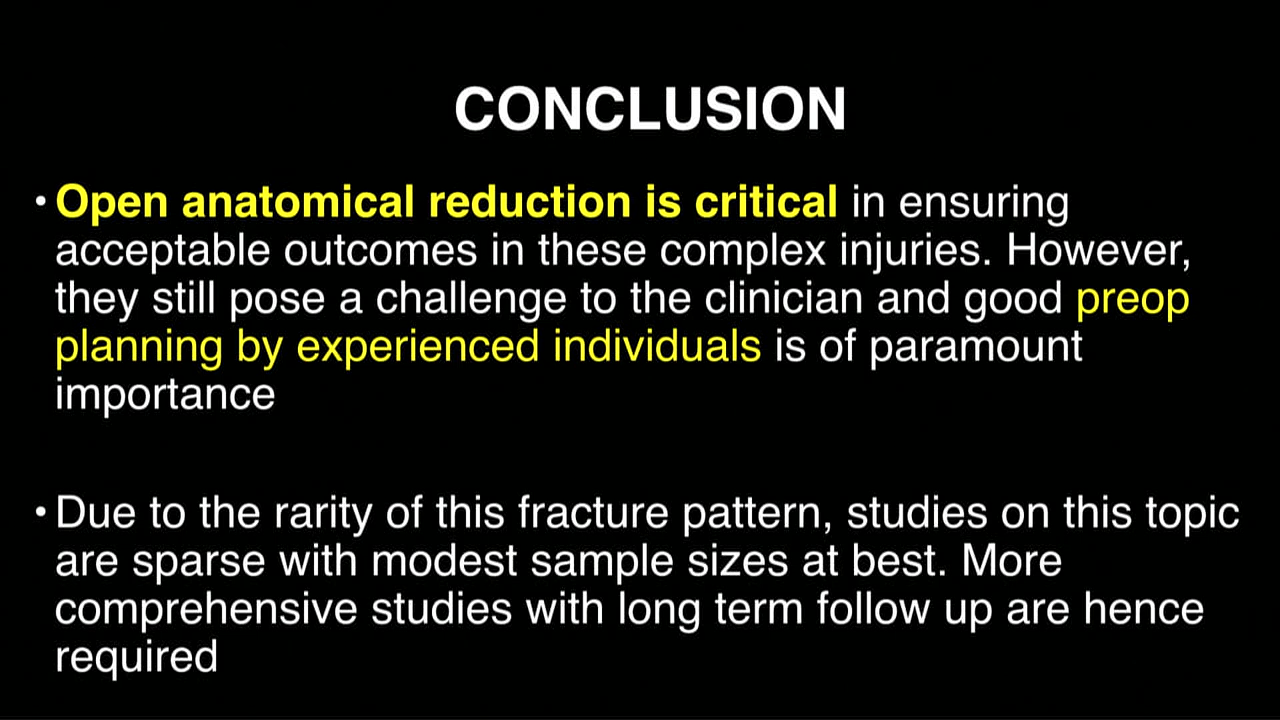 CONCLUSION
• Open anatomical reduction is critical in ensuring
acceptable outcomes in these complex injuries. However,
they still pose a challenge to the clinician and good preop
planning by experienced individuals is of paramount
importance
• Due to the rarity of this fracture pattern, studies on this topic
are sparse with modest sample sizes at best. More
comprehensive studies with long term follow up are hence
required